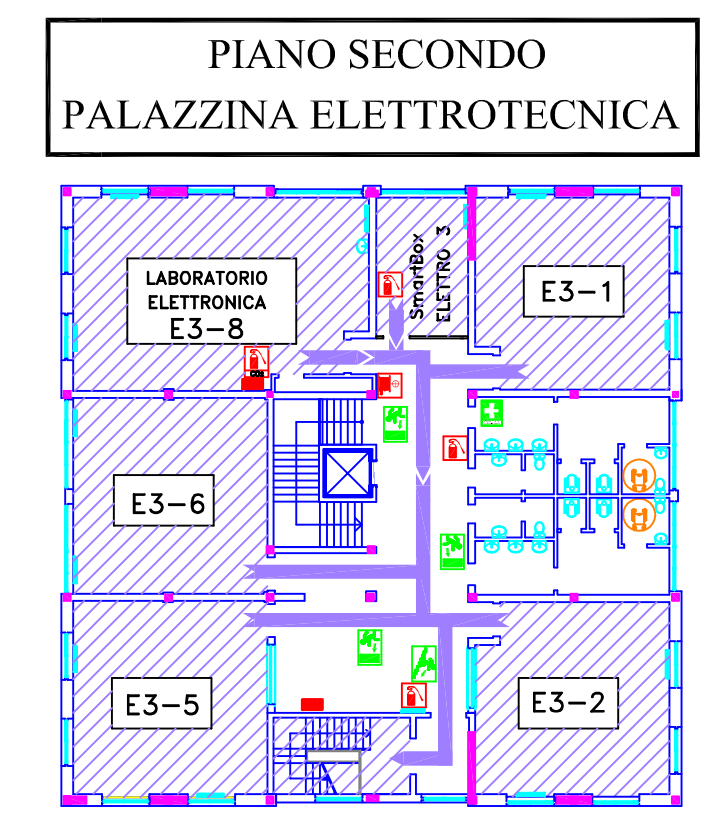 PIANO SECONDO
PALAZZINA ELETTROTECNICA
LABORATORIO
ELETTRONICA
E3-8
SmartBox
ELETTRO 3
E3-1
CO2
E3-6
E3-5
E3-2